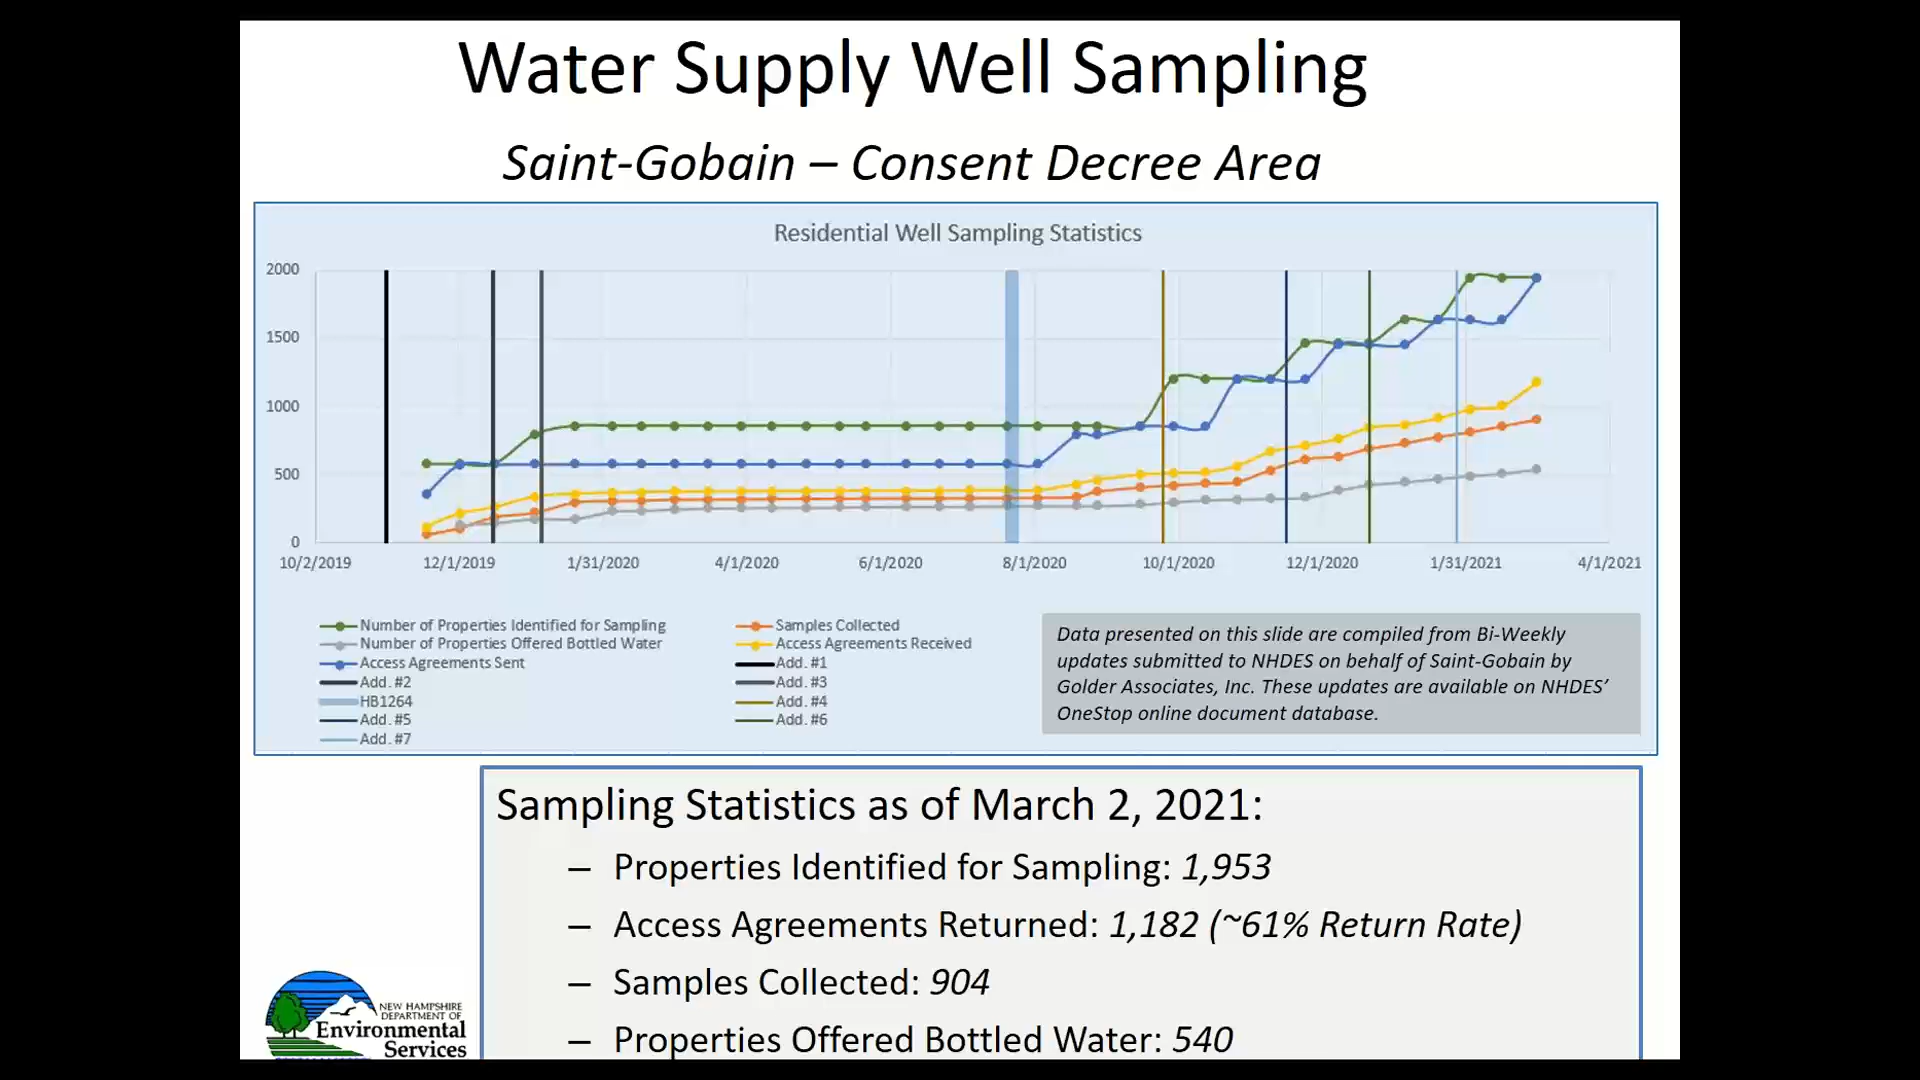 Water Supply Well Sampling
Saint-Gobain – Consent Decree Area
Residential Well Sampling Statistics
2000
1500
1000
500
0
10/2/2019 12/1/2019 1/31/2020 4/1/2020 6/1/2020 8/1/2020 10/1/2020 12/1/2020 1/31/2021 4/1/2021
Number of Properties Identified for Sampling Samples Collected
Number of Properties Offered Bottled Water Access Agreements Received
Access Agreements Sent Add. #1
Add. #2 Add. #3
HB1264 Add. #4
Add. #5 Add. #6
Add. #7
Data presented on this slide are compiled from Bi-Weekly
updates submitted to NHDES on behalf of Saint-Gobain by
Golder Associates, Inc. These updates are available on NHDES’
OneStop online document database.
Sampling Statistics as of March 2, 2021:
– Properties Identified for Sampling: 1,953
– Access Agreements Returned: 1,182 (~61% Return Rate)
– Samples Collected: 904
– Properties Offered Bottled Water: 540
NEW HAMPSHIRE
DEPARTMENT OF
Environmental
Services